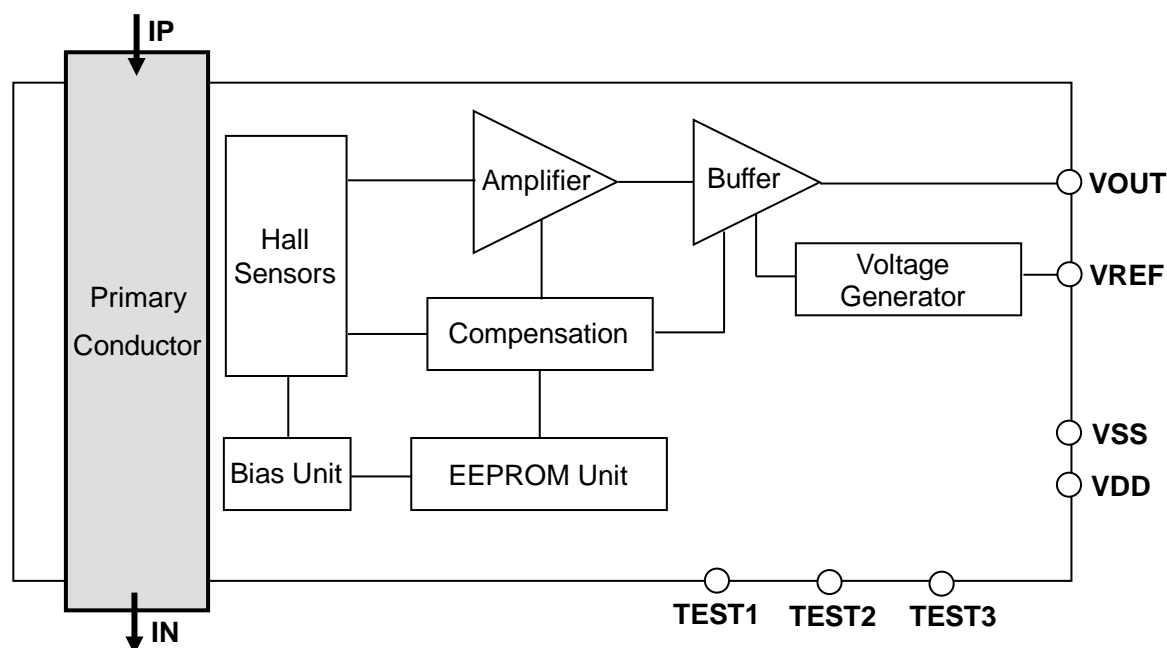 IP
Amplifier
Buffer
VOUT
Hall
Sensors
Voltage
Generator
VREF
Primary
Conductor
Compensation
VSS
Bias Unit
EEPROM Unit
VDD
TEST1
TEST2
TEST3
IN